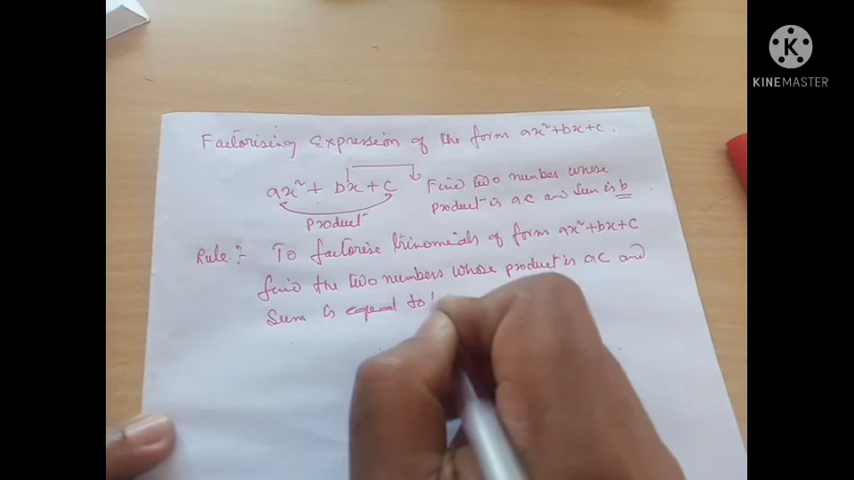 K
KINEMASTER
Factorising Expression of the form ax²+bx+c.
ax² + bx + c
Find two number whose
product is ac and sum is b
product
Rule :- To factorise trinomials of form ax²+bx+c
find the two numbers whose product is ac and
Sum is equal to